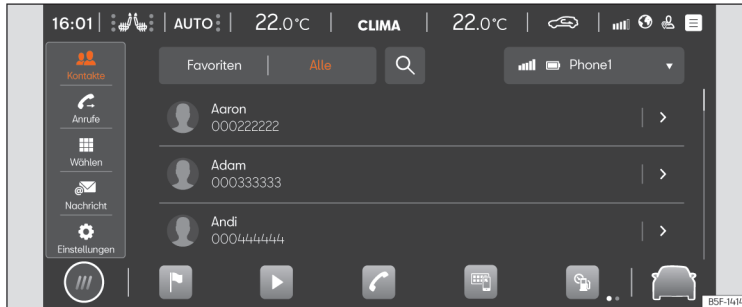 16:01 AUTO 22.0°C CLIMA 22.0°C
Kontakte
Anrufe
Wählen
@
Nachricht
Einstellungen
Favoriten Alle
Phone1
Aaron
000222222
Adam
000333333
Andi
000444444
B5F-1414